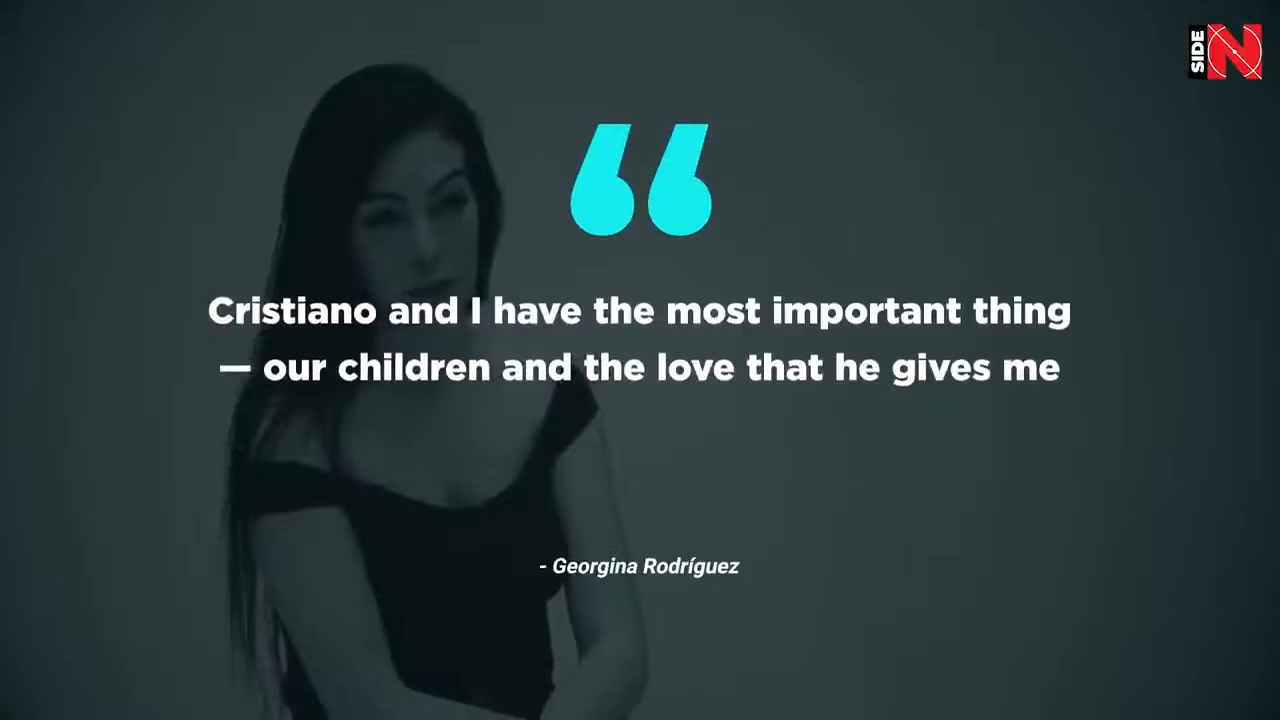 SIDE N
Cristiano and I have the most important thing
— our children and the love that he gives me
- Georgina Rodríguez